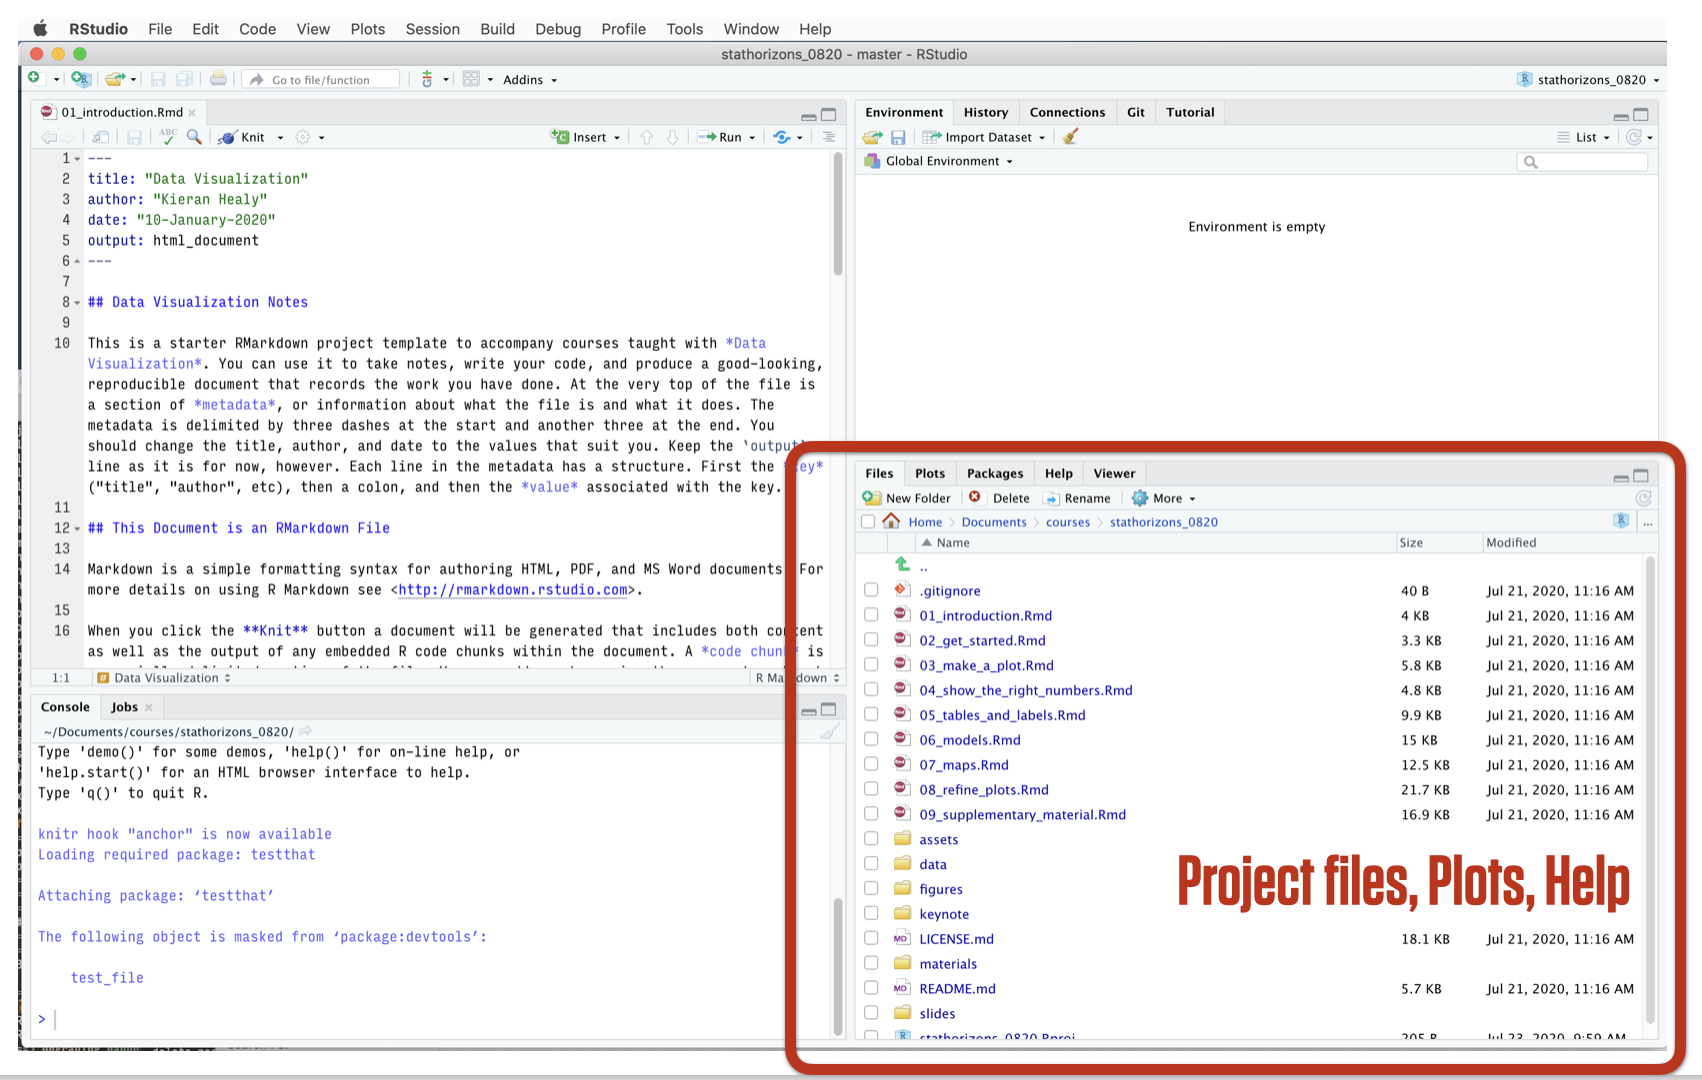 RStudio File Edit Code View Plots Session Build Debug Profile Tools Window Help
stathorizons_0820 - master - RStudio
Go to file/function Addins stathorizons_0820
01_introduction.Rmd
ABC Knit Insert Run
1 ---
2 title: "Data Visualization"
3 author: "Kieran Healy"
4 date: "10-January-2020"
5 output: html_document
6 ---
7
8 ## Data Visualization Notes
9
10 This is a starter RMarkdown project template to accompany courses taught with *Data
Visualization*. You can use it to take notes, write your code, and produce a good-looking,
reproducible document that records the work you have done. At the very top of the file is
a section of *metadata*, or information about what the file is and what it does. The
metadata is delimited by three dashes at the start and another three at the end. You
should change the title, author, and date to the values that suit you. Keep the `output`
line as it is for now, however. Each line in the metadata has a structure. First the *key*
("title", "author", etc), then a colon, and then the *value* associated with the key.
11
12 ## This Document is an RMarkdown File
13
14 Markdown is a simple formatting syntax for authoring HTML, PDF, and MS Word documents. For
more details on using R Markdown see <http://rmarkdown.rstudio.com>.
15
16 When you click the **Knit** button a document will be generated that includes both content
as well as the output of any embedded R code chunks within the document. A *code chunk* is
1:1 # Data Visualization R Markdown
Console Jobs
~/Documents/courses/stathorizons_0820/
Type 'demo()' for some demos, 'help()' for on-line help, or
'help.start()' for an HTML browser interface to help.
Type 'q()' to quit R.
knitr hook "anchor" is now available
Loading required package: testthat
Attaching package: ‘testthat’
The following object is masked from ‘package:devtools’:
test_file
>
Environment History Connections Git Tutorial
Import Dataset List
Global Environment
Environment is empty
Files Plots Packages Help Viewer
New Folder Delete Rename More
Home > Documents > courses > stathorizons_0820 R ...
Name Size Modified
..
.gitignore 40 B Jul 21, 2020, 11:16 AM
01_introduction.Rmd 4 KB Jul 21, 2020, 11:16 AM
02_get_started.Rmd 3.3 KB Jul 21, 2020, 11:16 AM
03_make_a_plot.Rmd 5.8 KB Jul 21, 2020, 11:16 AM
04_show_the_right_numbers.Rmd 4.8 KB Jul 21, 2020, 11:16 AM
05_tables_and_labels.Rmd 9.9 KB Jul 21, 2020, 11:16 AM
06_models.Rmd 15 KB Jul 21, 2020, 11:16 AM
07_maps.Rmd 12.5 KB Jul 21, 2020, 11:16 AM
08_refine_plots.Rmd 21.7 KB Jul 21, 2020, 11:16 AM
09_supplementary_material.Rmd 16.9 KB Jul 21, 2020, 11:16 AM
assets
data
figures
keynote
MD LICENSE.md 18.1 KB Jul 21, 2020, 11:16 AM
materials
MD README.md 5.7 KB Jul 21, 2020, 11:16 AM
slides
stathorizons_0820.Rproj 205 B Jul 23, 2020, 9:59 AM
Project files, Plots, Help